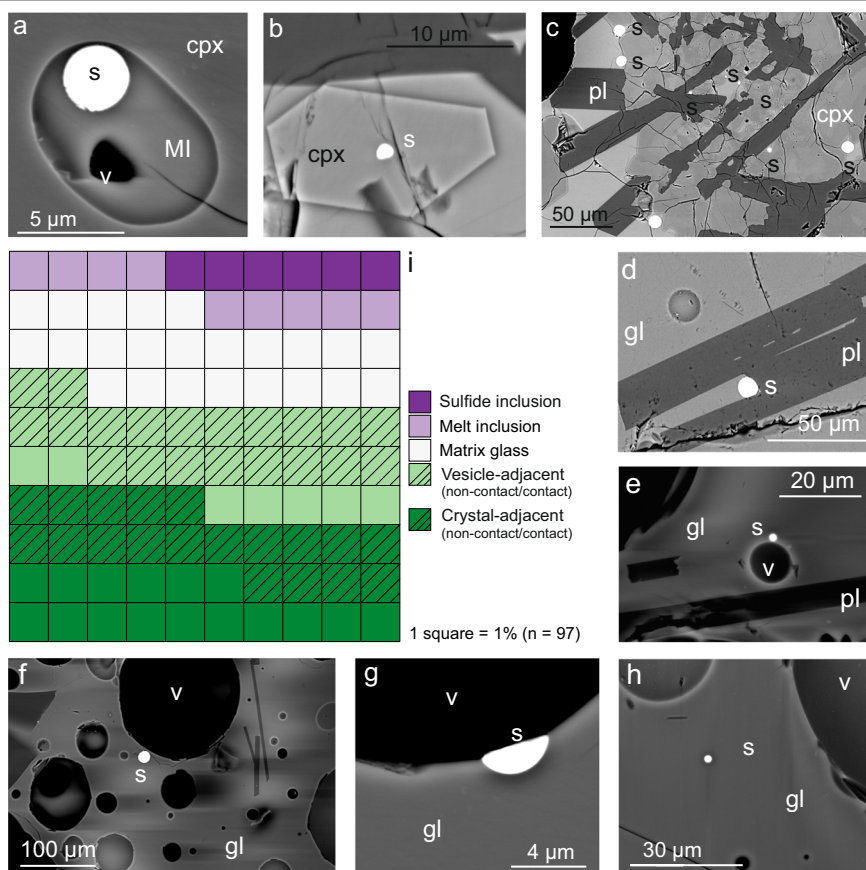 a
cpx
s
MI
v
5 µm
b
10 µm
s
cpx
c
s
s
pl
s
s
cpx
s
s
50 µm
i
d
gl
pl
s
50 µm
Sulfide inclusion
Melt inclusion
Matrix glass
Vesicle-adjacent
(non-contact/contact)
Crystal-adjacent
(non-contact/contact)
1 square = 1% (n = 97)
e
20 µm
gl
s
v
pl
f
v
s
100 µm
gl
g
v
s
gl
4 µm
h
v
s
gl
30 µm